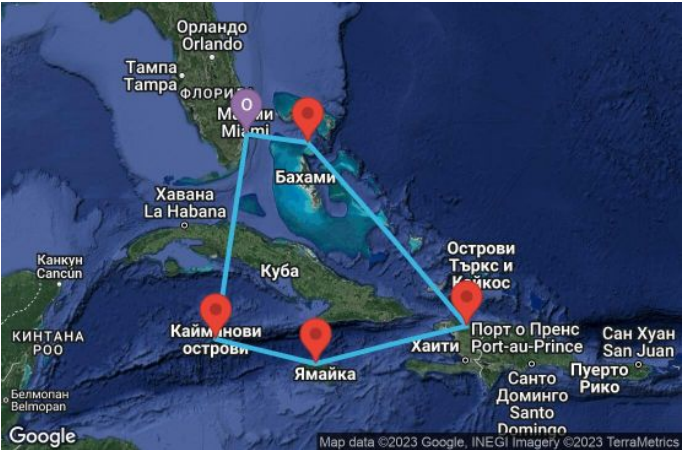 Орландо
Orlando
Тампа
Tampa
ФЛОРИД
O
Miami
Бахами
Хавана
La Habana
Канкун
Cancún
Куба
Острови
Търкс и
Кайкос
КИНТАНА
РОО
Кайманови
острови
Ямайка
Хаити
Порт о Пренс
Port-au-Prince
Сан Хуан
San Juan
Пуерто
Рико
Санто
Доминго
Santo
Domingo
Белмопан
Belmopan
Google
Map data ©2023 Google, INEGI Imagery ©2023 TerraMetrics